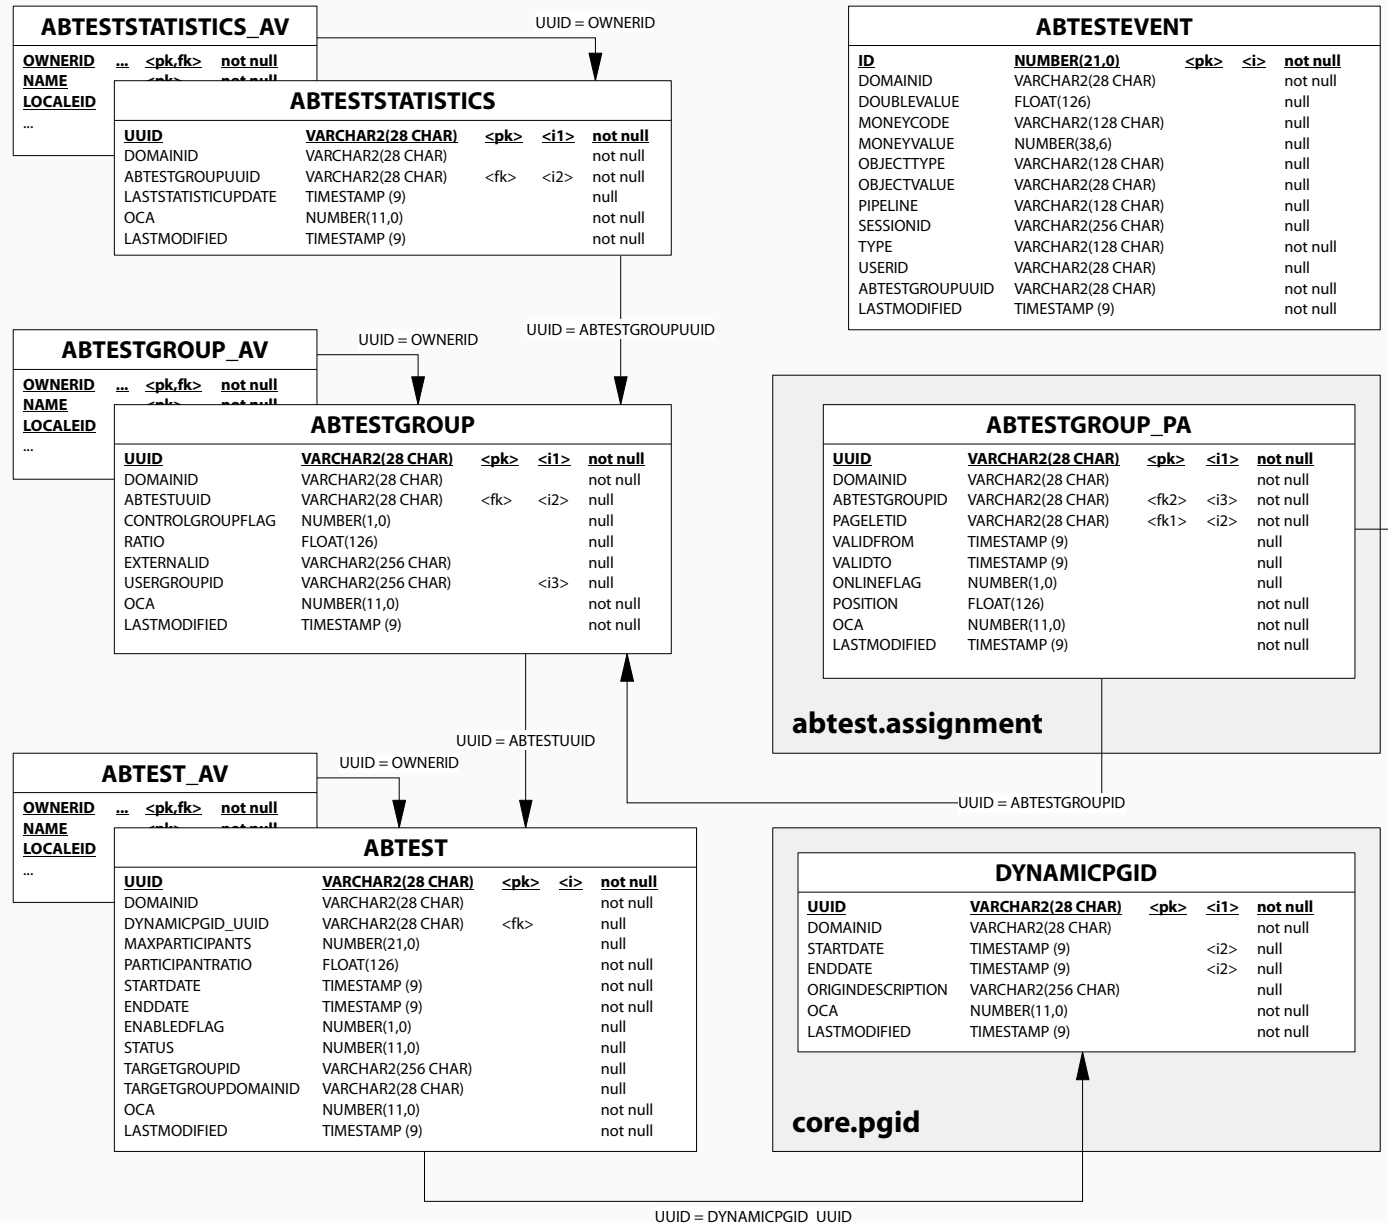 ABTESTSTATISTICS_AV
OWNERID ... <pk,fk> not null
NAME
LOCALEID
...
UUID = OWNERID
ABTESTSTATISTICS
UUID VARCHAR2(28 CHAR) <pk> <i1> not null
DOMAINID VARCHAR2(28 CHAR) not null
ABTESTGROUPUUID VARCHAR2(28 CHAR) <fk> <i2> not null
LASTSTATISTICUPDATE TIMESTAMP (9) null
OCA NUMBER(11,0) not null
LASTMODIFIED TIMESTAMP (9) not null
ABTESTEVENT
ID NUMBER(21,0) <pk> <i> not null
DOMAINID VARCHAR2(28 CHAR) not null
DOUBLEVALUE FLOAT(126) null
MONEYCODE VARCHAR2(128 CHAR) null
MONEYVALUE NUMBER(38,6) null
OBJECTTYPE VARCHAR2(128 CHAR) null
OBJECTVALUE VARCHAR2(28 CHAR) null
PIPELINE VARCHAR2(128 CHAR) null
SESSIONID VARCHAR2(256 CHAR) null
TYPE VARCHAR2(128 CHAR) not null
USERID VARCHAR2(28 CHAR) null
ABTESTGROUPUUID VARCHAR2(28 CHAR) not null
LASTMODIFIED TIMESTAMP (9) not null
UUID = ABTESTGROUPUUID
ABTESTGROUP_AV
OWNERID ... <pk,fk> not null
NAME
LOCALEID
...
UUID = OWNERID
ABTESTGROUP
UUID VARCHAR2(28 CHAR) <pk> <i1> not null
DOMAINID VARCHAR2(28 CHAR) not null
ABTESTUUID VARCHAR2(28 CHAR) <fk> <i2> null
CONTROLGROUPFLAG NUMBER(1,0) null
RATIO FLOAT(126) null
EXTERNALID VARCHAR2(256 CHAR) null
USERGROUPID VARCHAR2(256 CHAR) <i3> null
OCA NUMBER(11,0) not null
LASTMODIFIED TIMESTAMP (9) not null
ABTESTGROUP_PA
UUID VARCHAR2(28 CHAR) <pk> <i1> not null
DOMAINID VARCHAR2(28 CHAR) not null
ABTESTGROUPID VARCHAR2(28 CHAR) <fk2> <i3> not null
PAGELETID VARCHAR2(28 CHAR) <fk1> <i2> not null
VALIDFROM TIMESTAMP (9) null
VALIDTO TIMESTAMP (9) null
ONLINEFLAG NUMBER(1,0) null
POSITION FLOAT(126) not null
OCA NUMBER(11,0) not null
LASTMODIFIED TIMESTAMP (9) not null
abtest.assignment
UUID = ABTESTUUID
UUID = ABTESTGROUPID
ABTEST_AV
OWNERID ... <pk,fk> not null
NAME
LOCALEID
...
UUID = OWNERID
ABTEST
UUID VARCHAR2(28 CHAR) <pk> <i> not null
DOMAINID VARCHAR2(28 CHAR) not null
DYNAMICPGID_UUID VARCHAR2(28 CHAR) <fk> null
MAXPARTICIPANTS NUMBER(21,0) null
PARTICIPANTRATIO FLOAT(126) not null
STARTDATE TIMESTAMP (9) not null
ENDDATE TIMESTAMP (9) not null
ENABLEDFLAG NUMBER(1,0) null
STATUS NUMBER(11,0) null
TARGETGROUPID VARCHAR2(256 CHAR) null
TARGETGROUPDOMAINID VARCHAR2(28 CHAR) null
OCA NUMBER(11,0) not null
LASTMODIFIED TIMESTAMP (9) not null
DYNAMICPGID
UUID VARCHAR2(28 CHAR) <pk> <i1> not null
DOMAINID VARCHAR2(28 CHAR) not null
STARTDATE TIMESTAMP (9) <i2> null
ENDDATE TIMESTAMP (9) <i2> null
ORIGINDESCRIPTION VARCHAR2(256 CHAR) null
OCA NUMBER(11,0) not null
LASTMODIFIED TIMESTAMP (9) not null
core.pgid
UUID = DYNAMICPGID_UUID